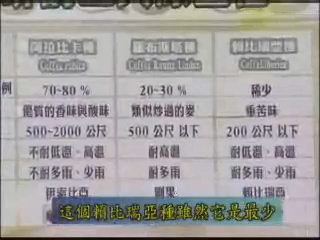 阿拉比卡種 羅布斯塔種 賴比瑞亞種
Coffea Liberica
例 70~80 % 20~30 % 稀少
優質的香味與酸味 類似炒過的麥 重苦味
500~2000 公尺 500 公尺 以下 200 公尺 以下
不耐低溫、高溫 耐高溫 耐高溫
不耐多雨、少雨 耐多雨 耐多雨、少雨
衣索比亞 剛果 賴比瑞
這個賴比瑞亞種雖然它是最少